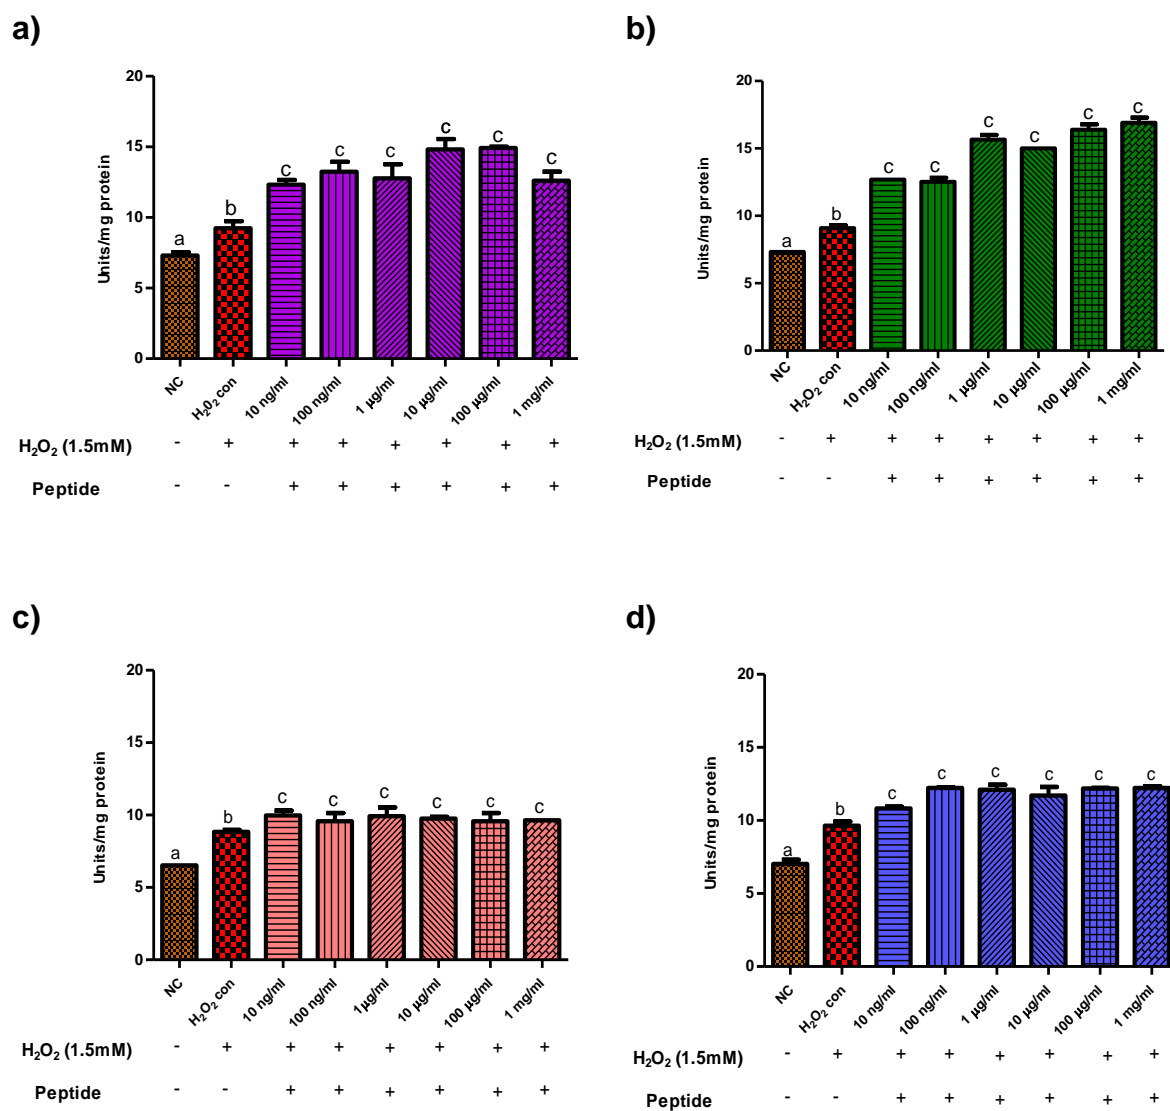 a)
20
15
10
5
0
Units/mg protein
a
b
c
c
c
c
c
c
NC
H₂O₂ con
10 ng/ml
100 ng/ml
1 µg/ml
10 µg/ml
100 µg/ml
1 mg/ml
H₂O₂ (1.5mM) - + + + + + + +
Peptide - - + + + + + +
b)
20
15
10
5
0
Units/mg protein
a
b
c
c
c
c
c
c
NC
H₂O₂ con
10 ng/ml
100 ng/ml
1 µg/ml
10 µg/ml
100 µg/ml
1 mg/ml
H₂O₂ (1.5mM) - + + + + + + +
Peptide - - + + + + + +
c)
20
15
10
5
0
Units/mg protein
a
b
c
c
c
c
c
c
NC
H₂O₂ con
10 ng/ml
100 ng/ml
1µg/ml
10 µg/ml
100 µg/ml
1 mg/ml
H₂O₂ (1.5mM) - + + + + + + +
Peptide - - + + + + + +
d)
20
15
10
5
0
Units/mg protein
a
b
c
c
c
c
c
c
NC
H₂O₂ con
10 ng/ml
100 ng/ml
1 µg/ml
10 µg/ml
100 µg/ml
1 mg/ml
H₂O₂ (1.5mM) - + + + + + + +
Peptide - - + + + + + +